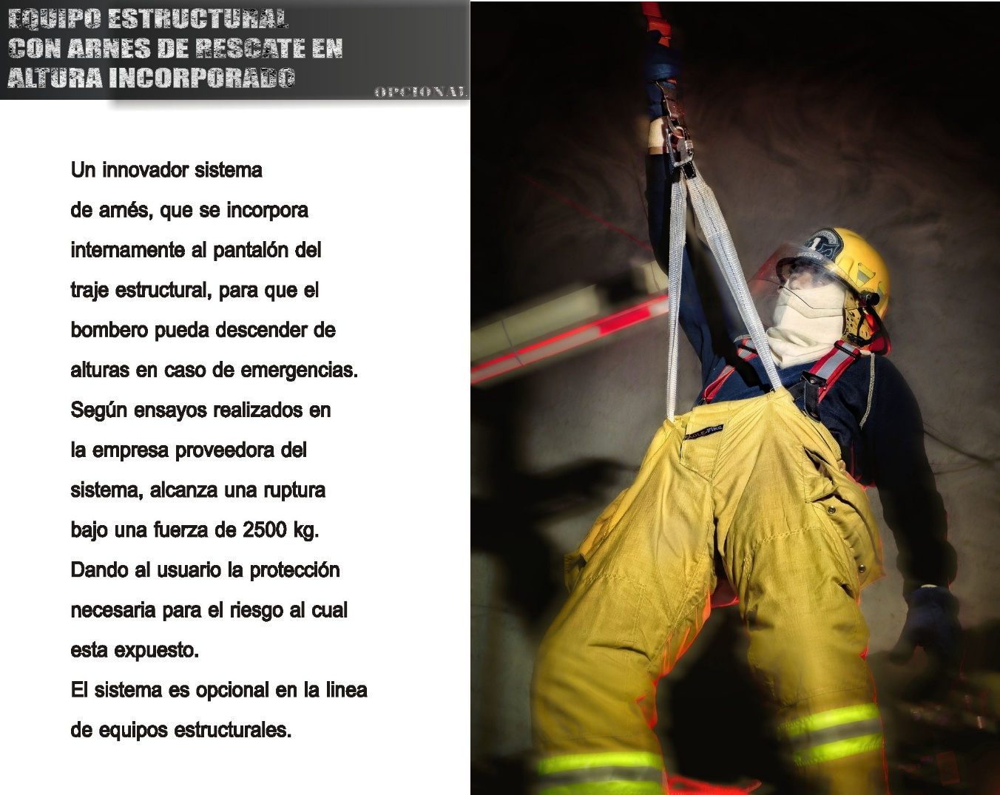 EQUIPO ESTRUCTURAL
CON ARNES DE RESCATE EN
ALTURA INCORPORADO
OPCIONAL
Un innovador sistema
de arnés, que se incorpora
internamente al pantalón del
traje estructural, para que el
bombero pueda descender de
alturas en caso de emergencias.
Según ensayos realizados en
la empresa proveedora del
sistema, alcanza una ruptura
bajo una fuerza de 2500 kg.
Dando al usuario la protección
necesaria para el riesgo al cual
esta expuesto.
El sistema es opcional en la linea
de equipos estructurales.
1